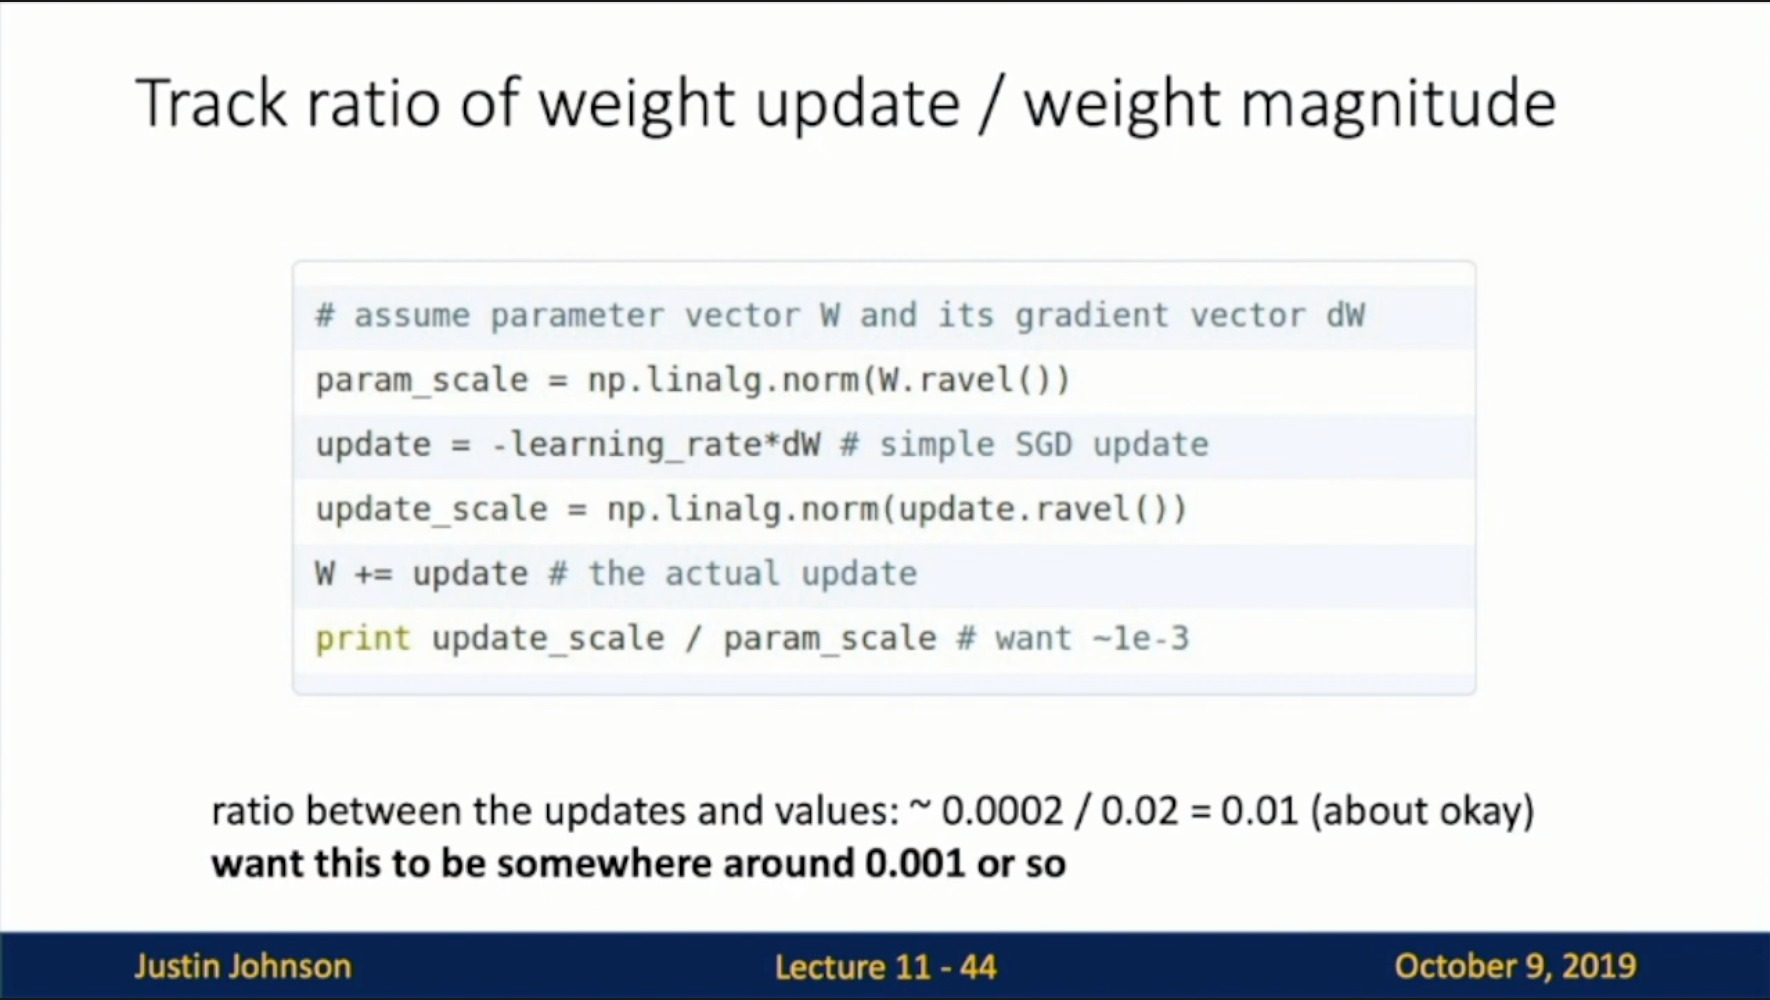 Track ratio of weight update / weight magnitude
# assume parameter vector W and its gradient vector dW
param_scale = np.linalg.norm(W.ravel())
update = -learning_rate*dW # simple SGD update
update_scale = np.linalg.norm(update.ravel())
W += update # the actual update
print update_scale / param_scale # want ~1e-3
ratio between the updates and values: ~ 0.0002 / 0.02 = 0.01 (about okay)
want this to be somewhere around 0.001 or so
Justin Johnson
Lecture 11 - 44
October 9, 2019